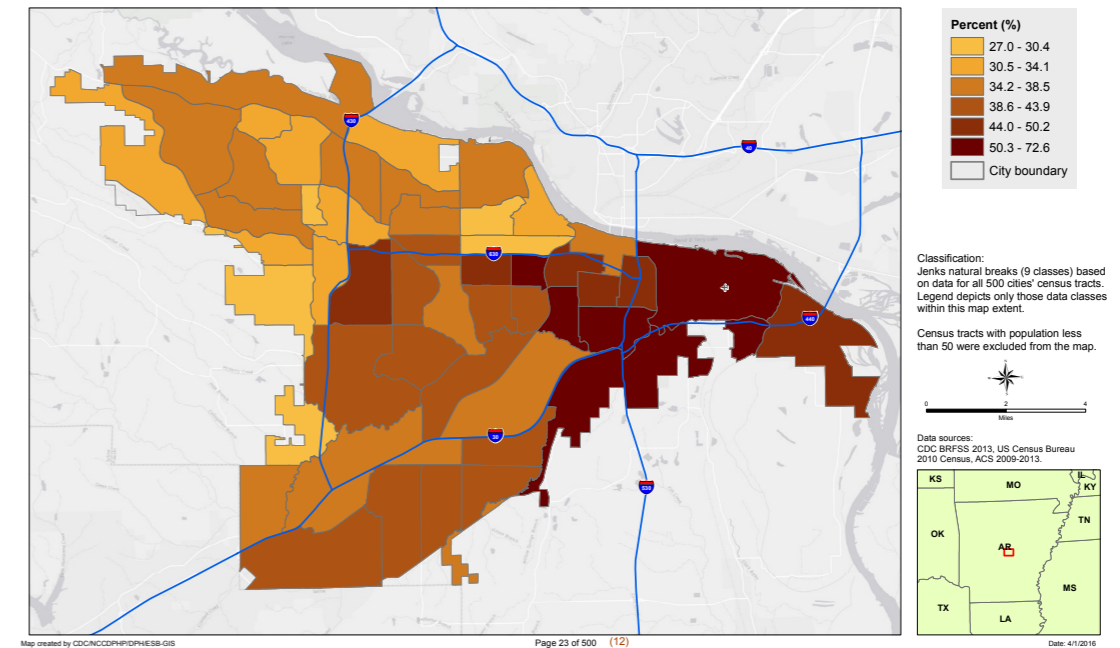 Percent (%)
27.0 - 30.4
30.5 - 34.1
34.2 - 38.5
38.6 - 43.9
44.0 - 50.2
50.3 - 72.6
City boundary
430
40
630
440
30
530
Classification:
Jenks natural breaks (9 classes) based
on data for all 500 cities' census tracts.
Legend depicts only those data classes
within this map extent.
Census tracts with population less
than 50 were excluded from the map.
0 2 4
Miles
Data sources:
CDC BRFSS 2013, US Census Bureau
2010 Census, ACS 2009-2013.
KS
MO
IL
KY
OK
AR
TN
MS
TX
LA
Map created by CDC/NCCDPHP/DPH/ESB-GIS
Page 23 of 500 (12)
Date: 4/1/2016